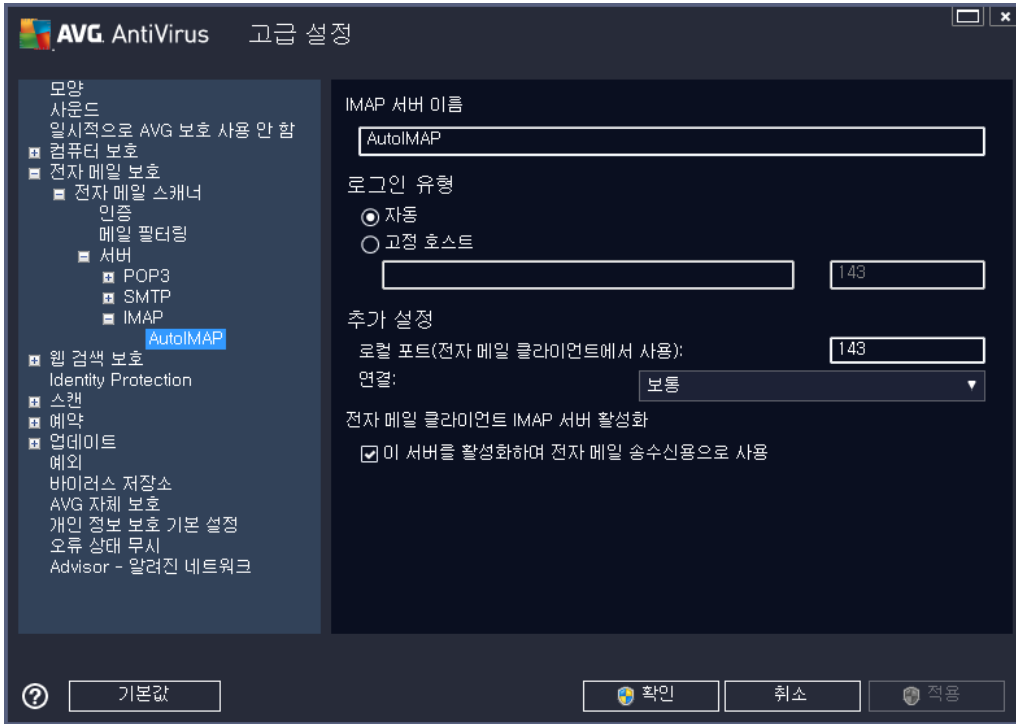 AVG AntiVirus 고급 설정
모양
사운드
일시적으로 AVG 보호 사용 안 함
컴퓨터 보호
전자 메일 보호
전자 메일 스캐너
인증
메일 필터링
서버
POP3
SMTP
IMAP
AutoIMAP
웹 검색 보호
Identity Protection
스캔
예약
업데이트
예외
바이러스 저장소
AVG 자체 보호
개인 정보 보호 기본 설정
오류 상태 무시
Advisor - 알려진 네트워크
IMAP 서버 이름
AutoIMAP
로그인 유형
자동
고정 호스트
143
추가 설정
로컬 포트(전자 메일 클라이언트에서 사용): 143
연결: 보통
전자 메일 클라이언트 IMAP 서버 활성화
이 서버를 활성화하여 전자 메일 송수신용으로 사용
기본값 확인 취소 적용